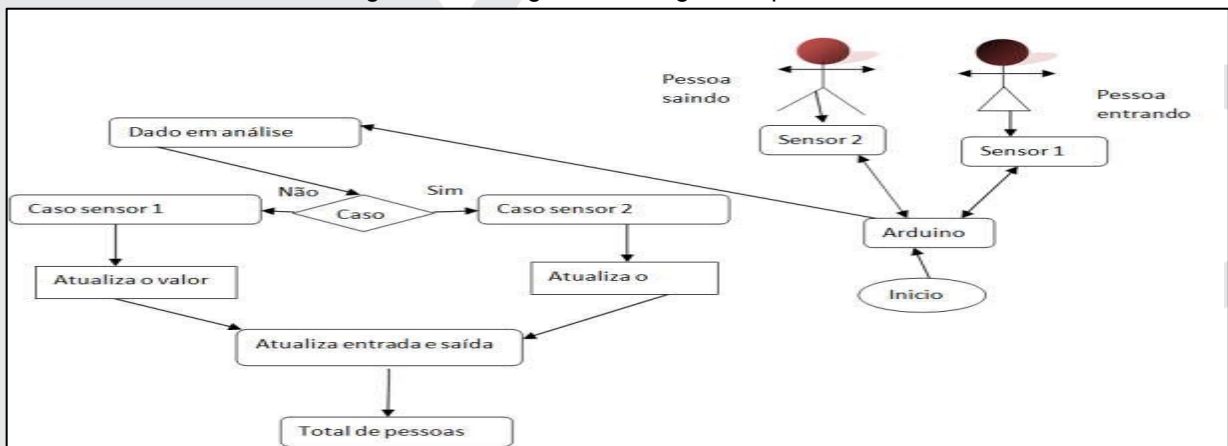 Pessoa
saindo
Pessoa
entrando
Dado em análise
Sensor 2
Sensor 1
Não
Sim
Caso sensor 1
Caso
Caso sensor 2
Arduino
Atualiza o valor
Atualiza o
Inicio
Atualiza entrada e saída
Total de pessoas